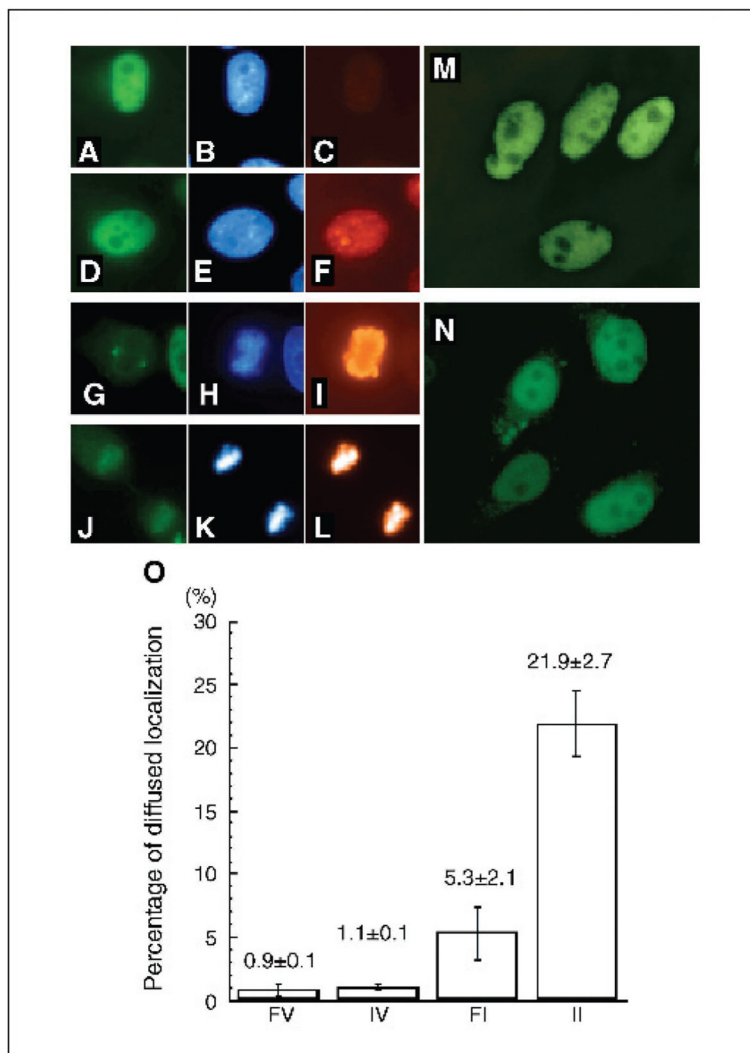 A
B
C
M
D
E
F
G
H
I
N
J
K
L
O
(%)
Percentage of diffused localization
30
25
20
15
10
5
0
0.9±0.1
1.1±0.1
5.3±2.1
21.9±2.7
FV
IV
FI
II